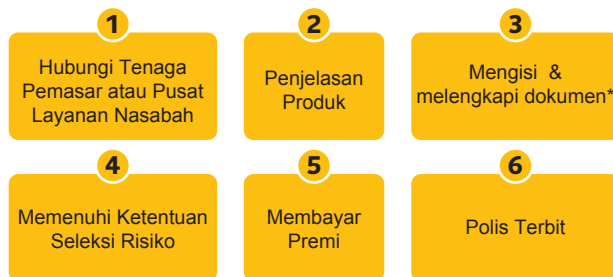 1
Hubungi Tenaga
Pemasar atau Pusat
Layanan Nasabah
2
Penjelasan
Produk
3
Mengisi &
melengkapi dokumen*
4
Memenuhi Ketentuan
Seleksi Risiko
5
Membayar
Premi
6
Polis Terbit